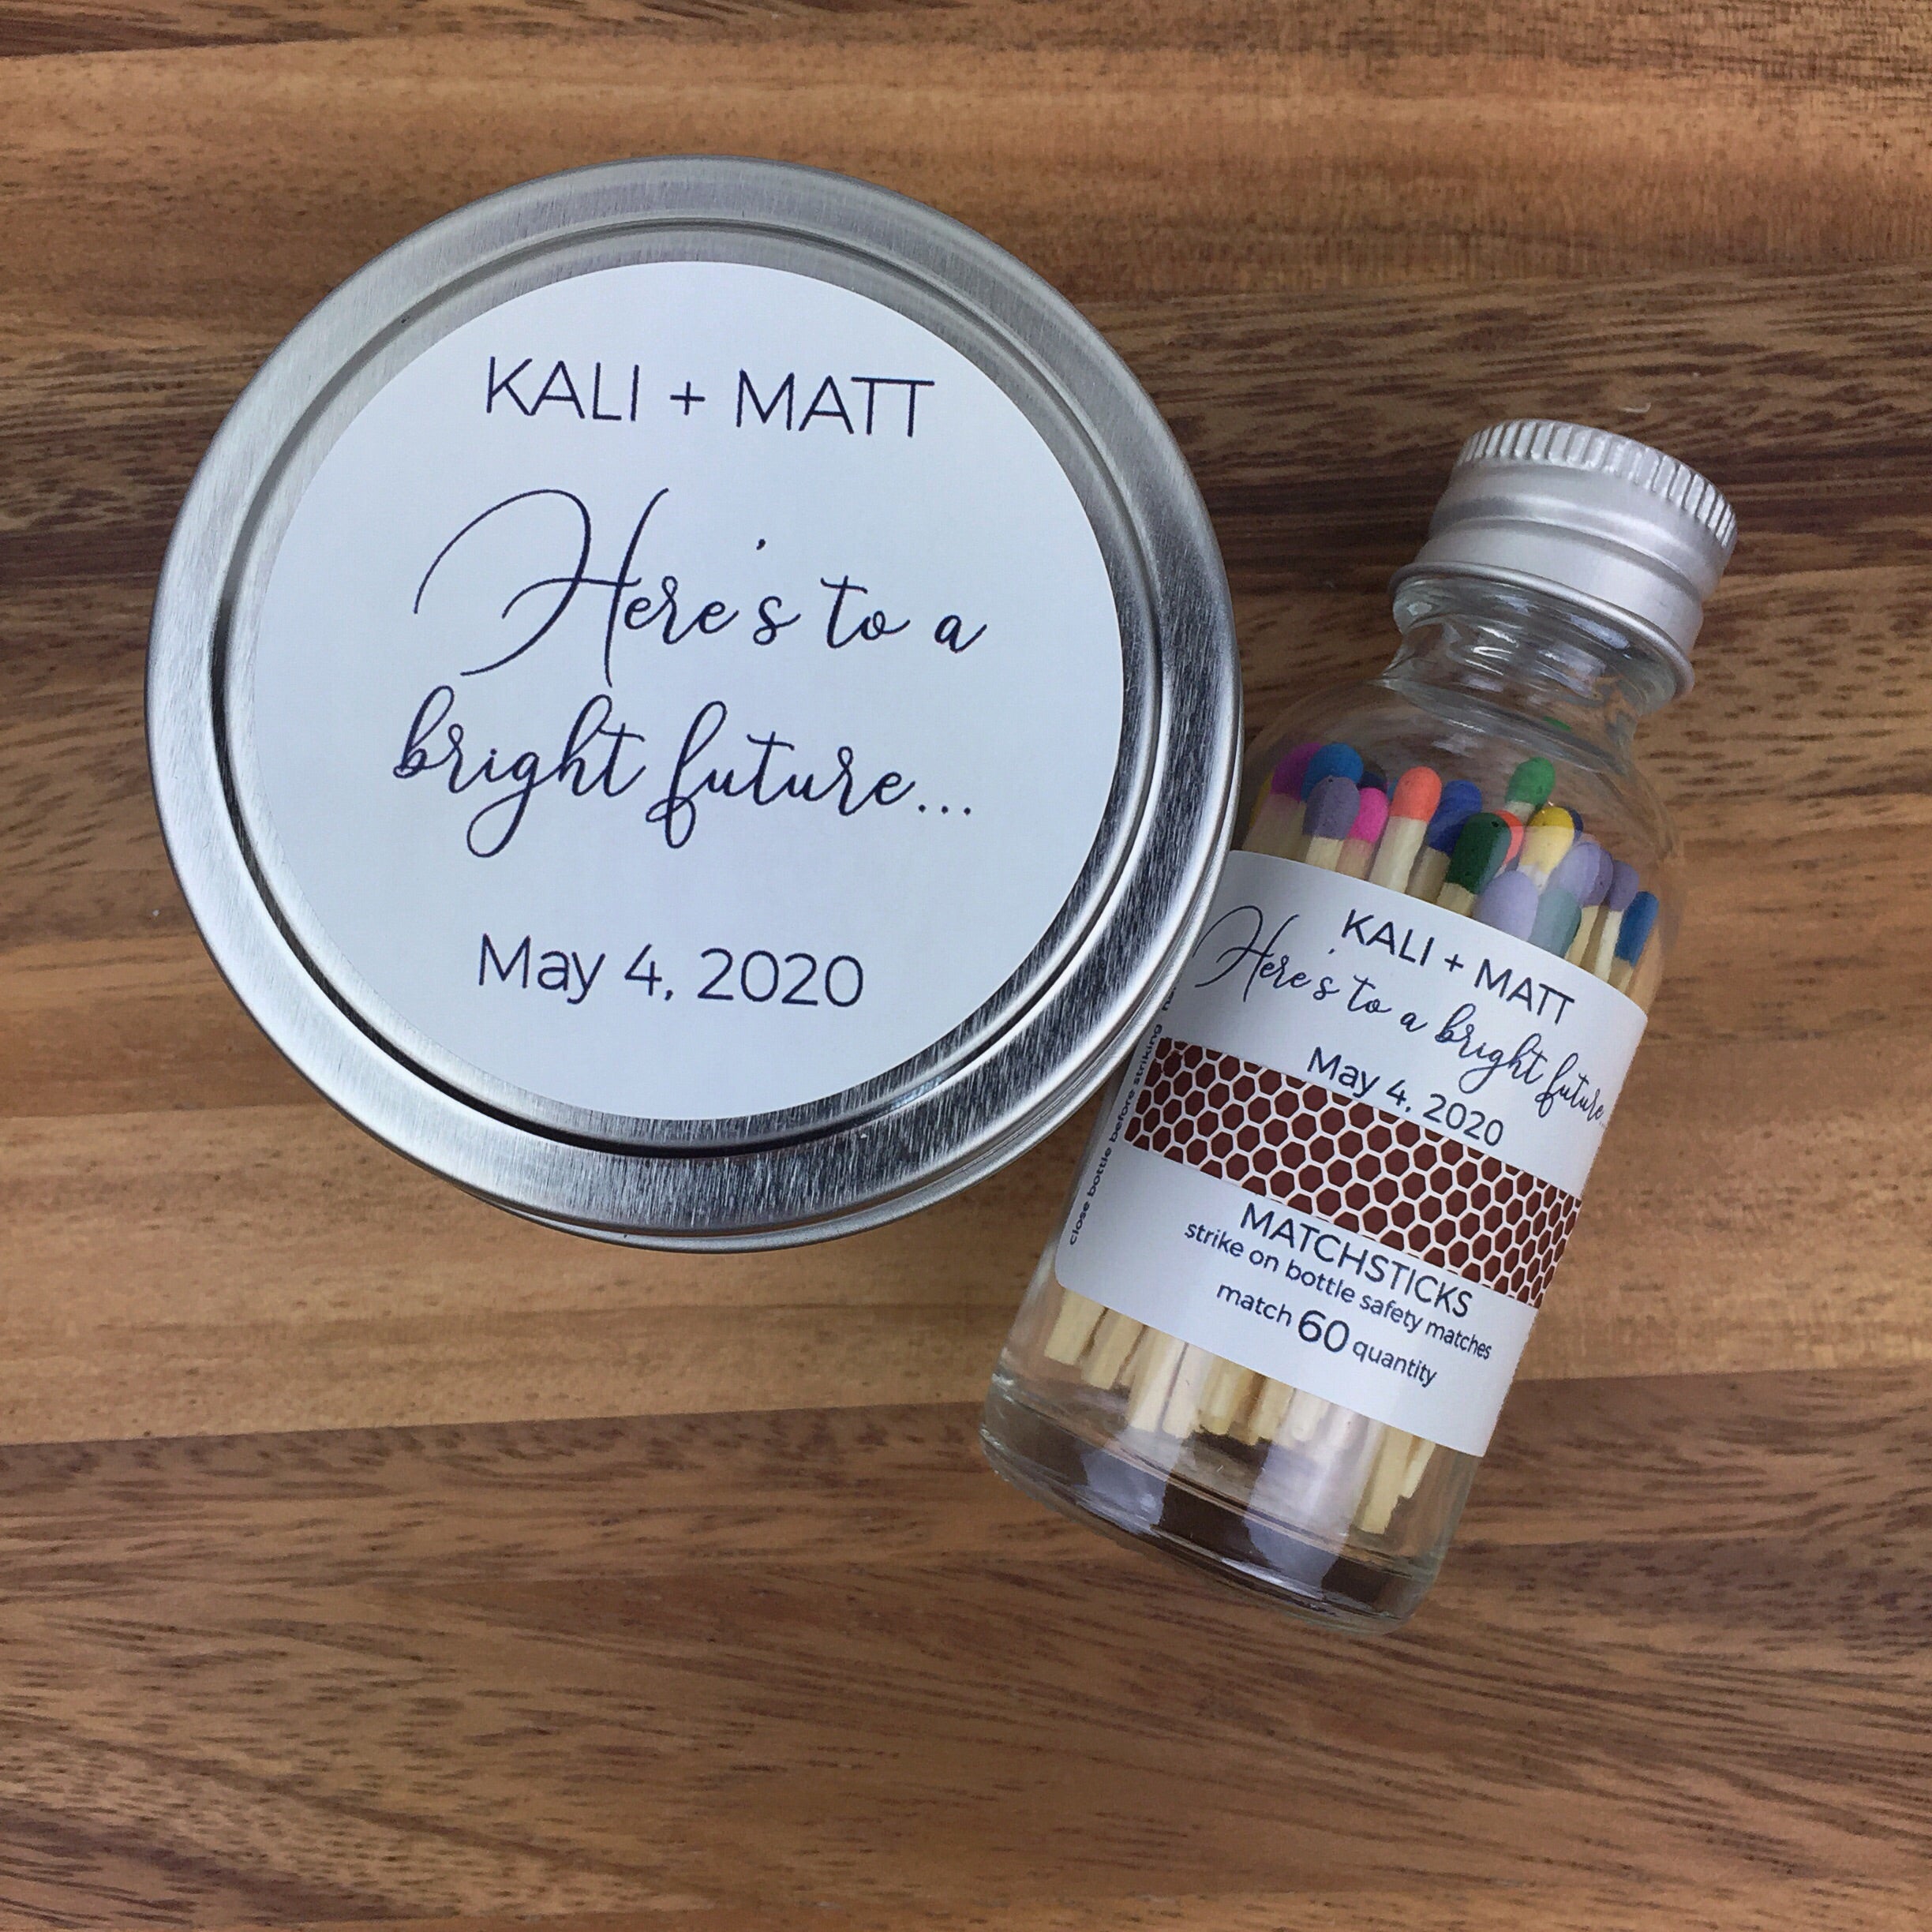 KALI + MATT
Here's to a
bright future...
May 4, 2020
KALI + MATT
Here's to a bright future...
May 4, 2020
MATCHSTICKS
strike on bottle safety matches
match 60 quantity
close bottle before striking